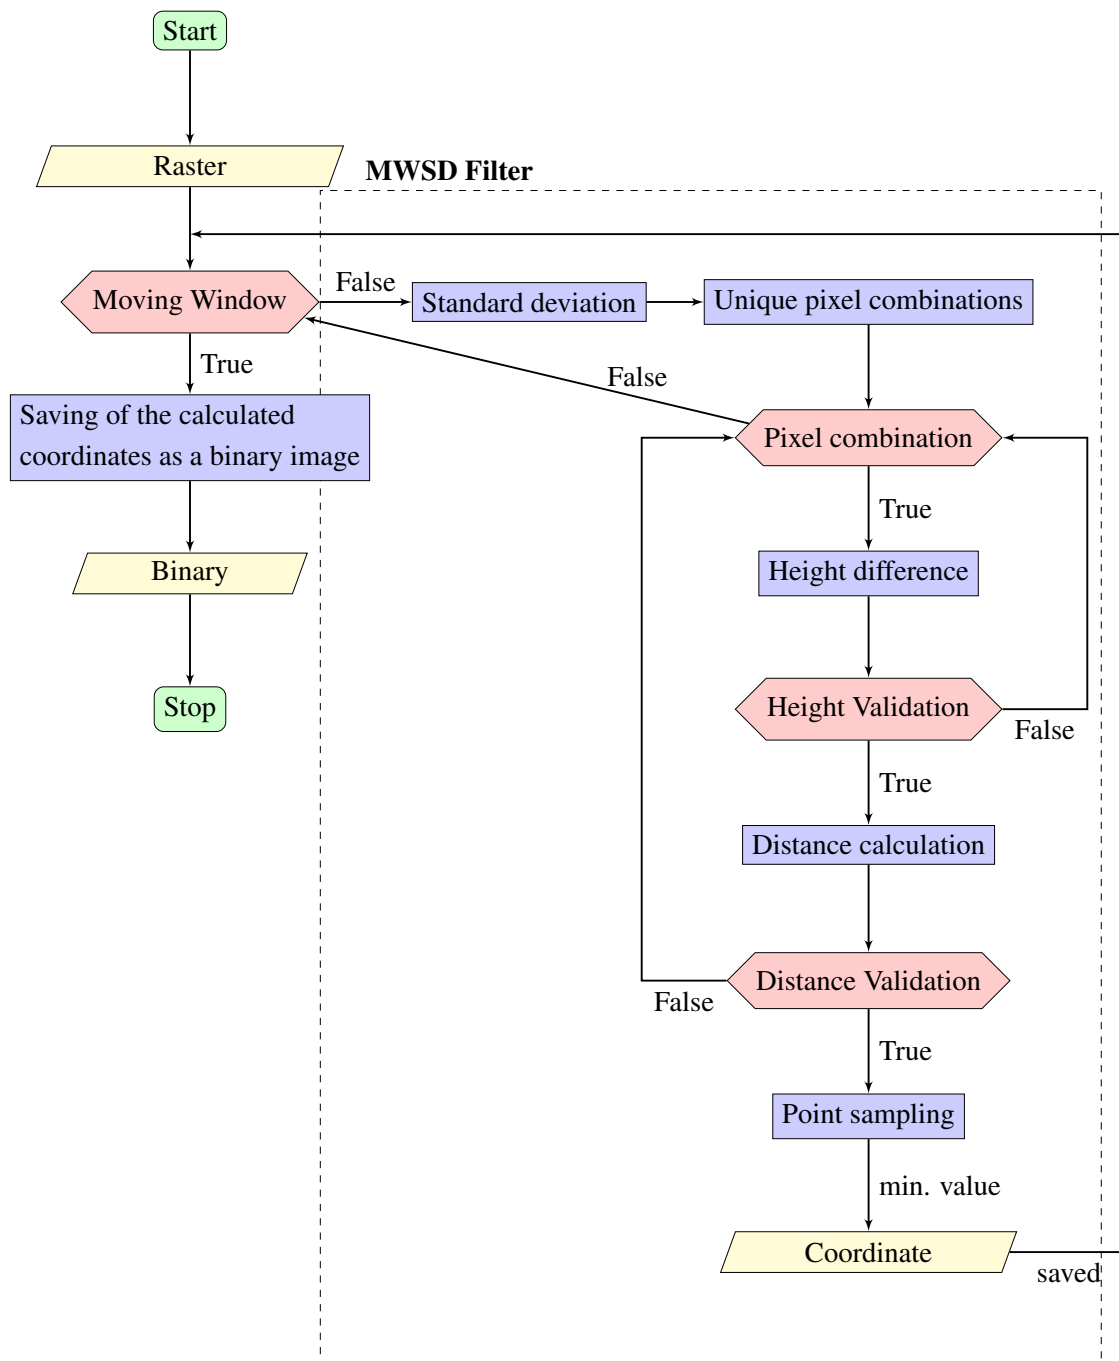 Start
Raster
MWSD Filter
Moving Window
False
Standard deviation
Unique pixel combinations
True
False
Saving of the calculated
coordinates as a binary image
Pixel combination
True
Binary
Height difference
Stop
Height Validation
False
True
Distance calculation
Distance Validation
False
True
Point sampling
min. value
Coordinate
saved